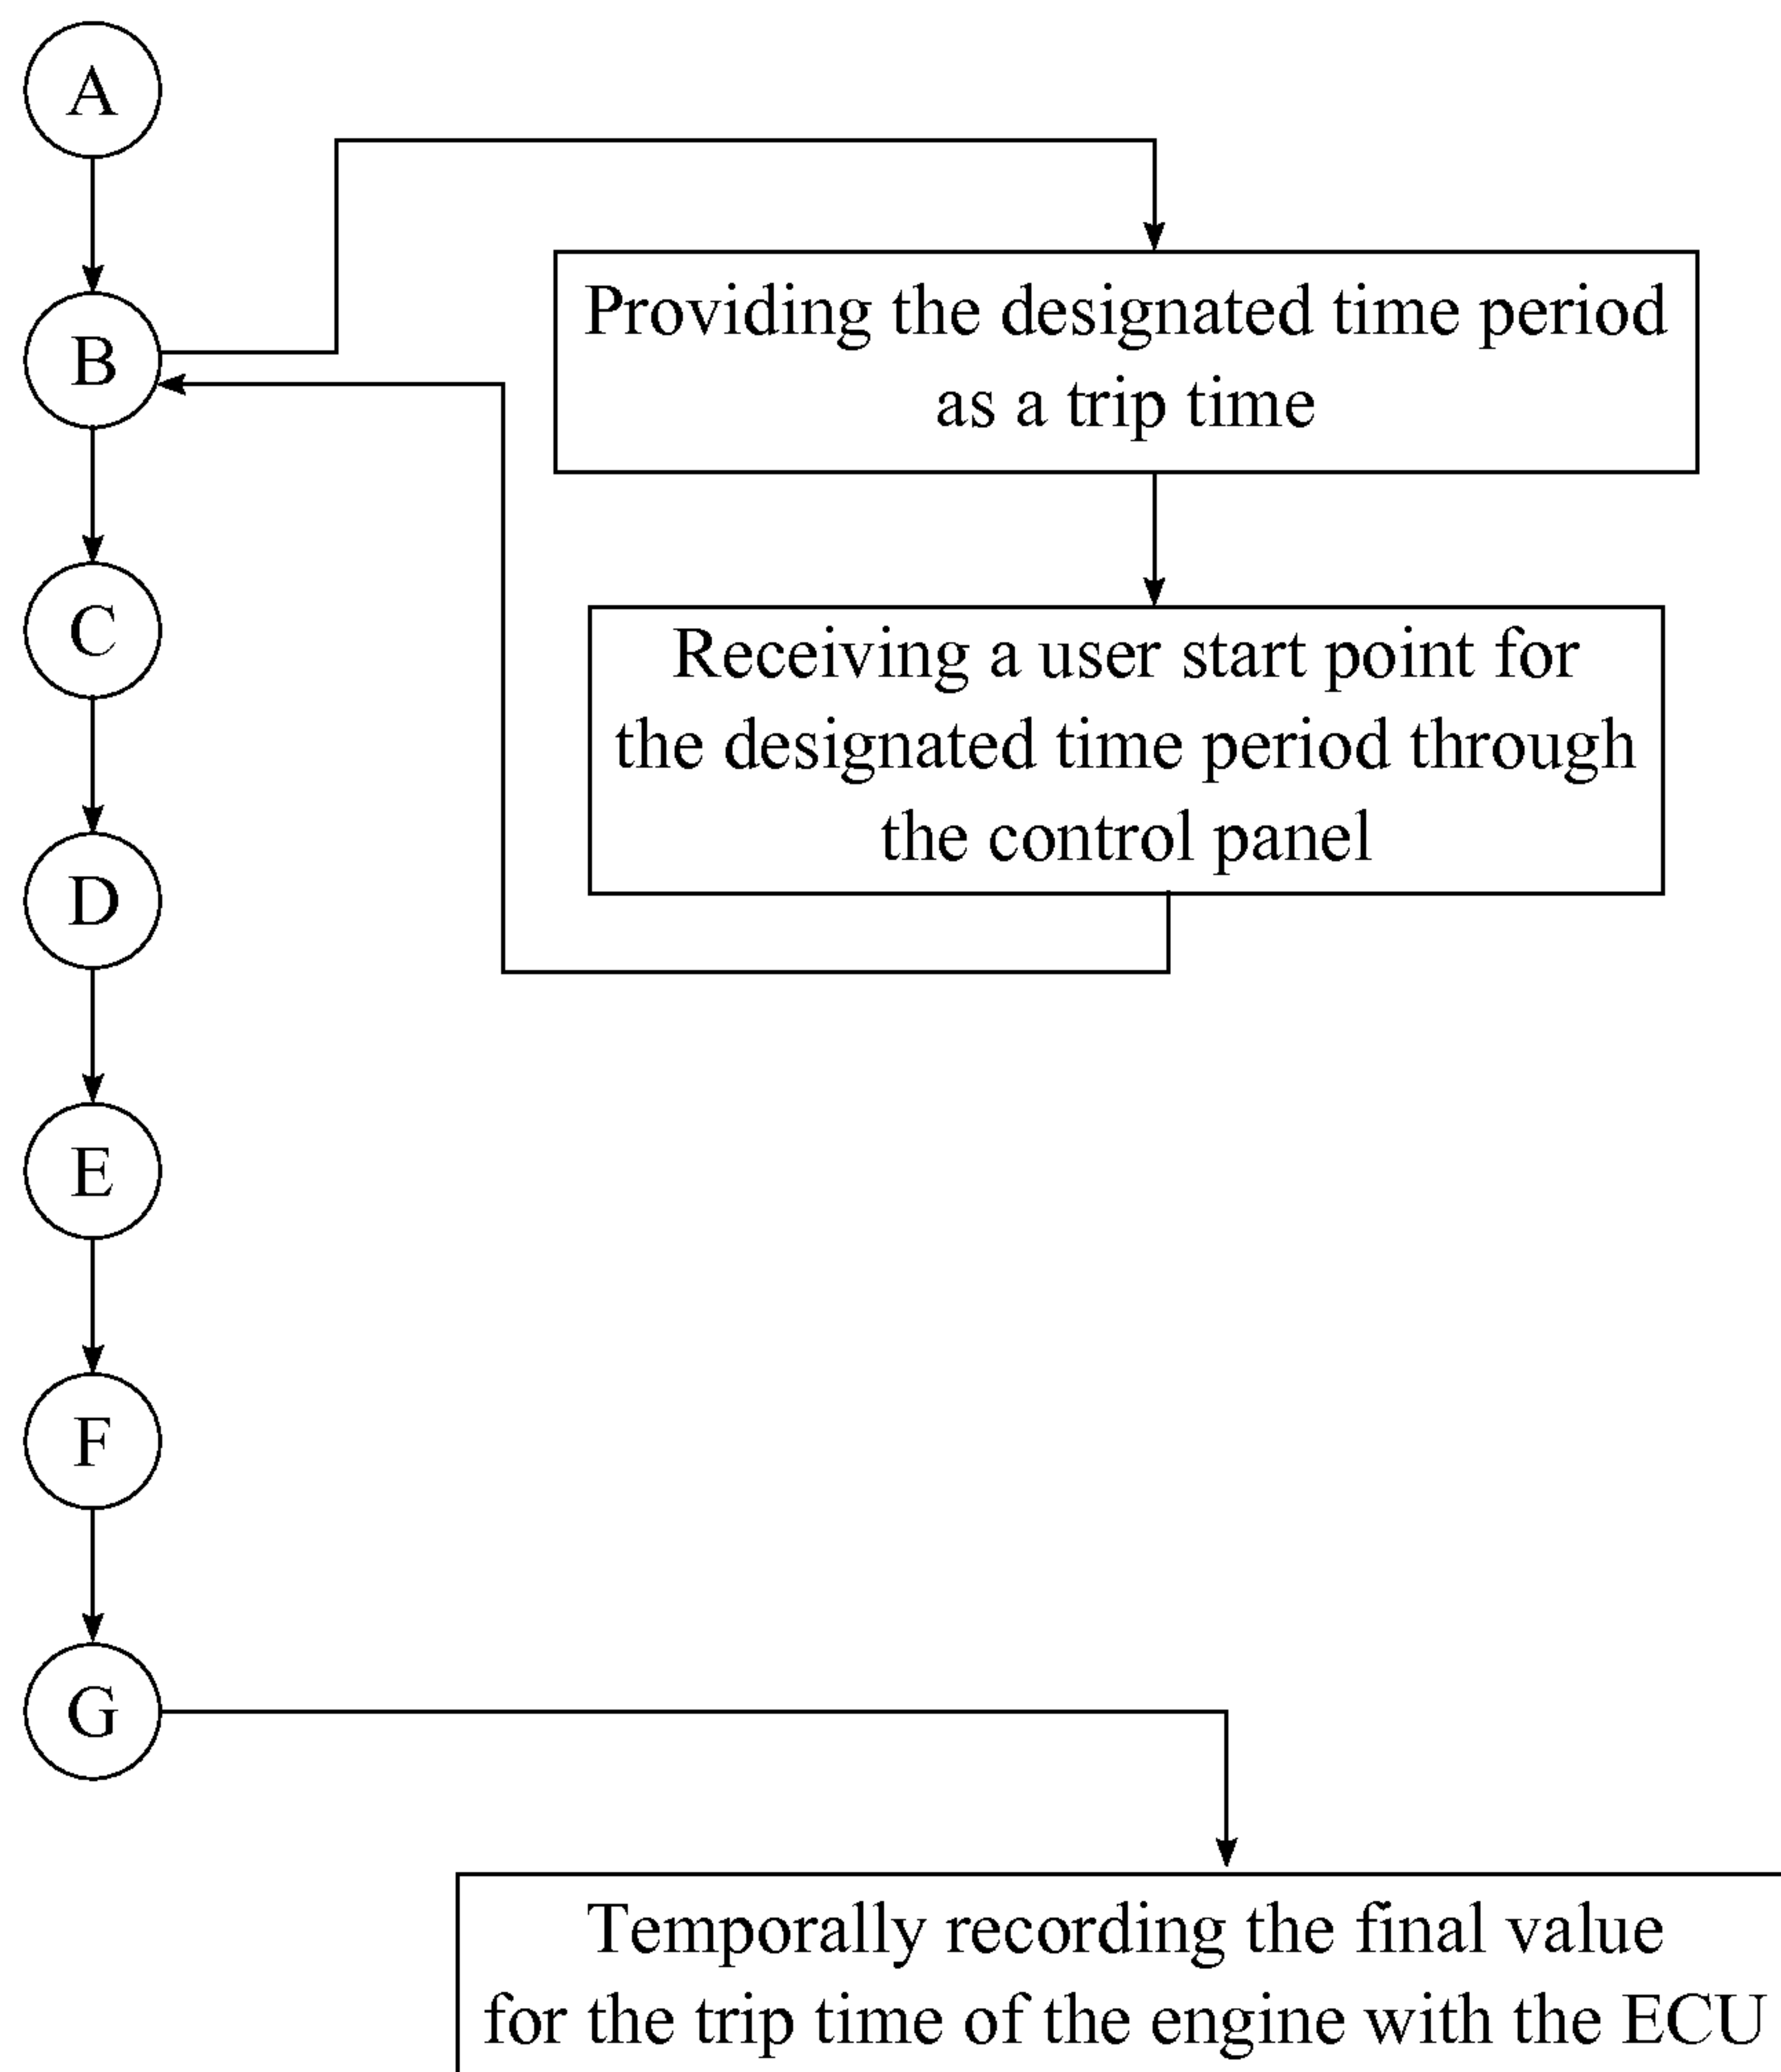 A
B
Providing the designated time period
as a trip time
C
Receiving a user start point for
the designated time period through
the control panel
D
E
F
G
Temporally recording the final value
for the trip time of the engine with the ECU